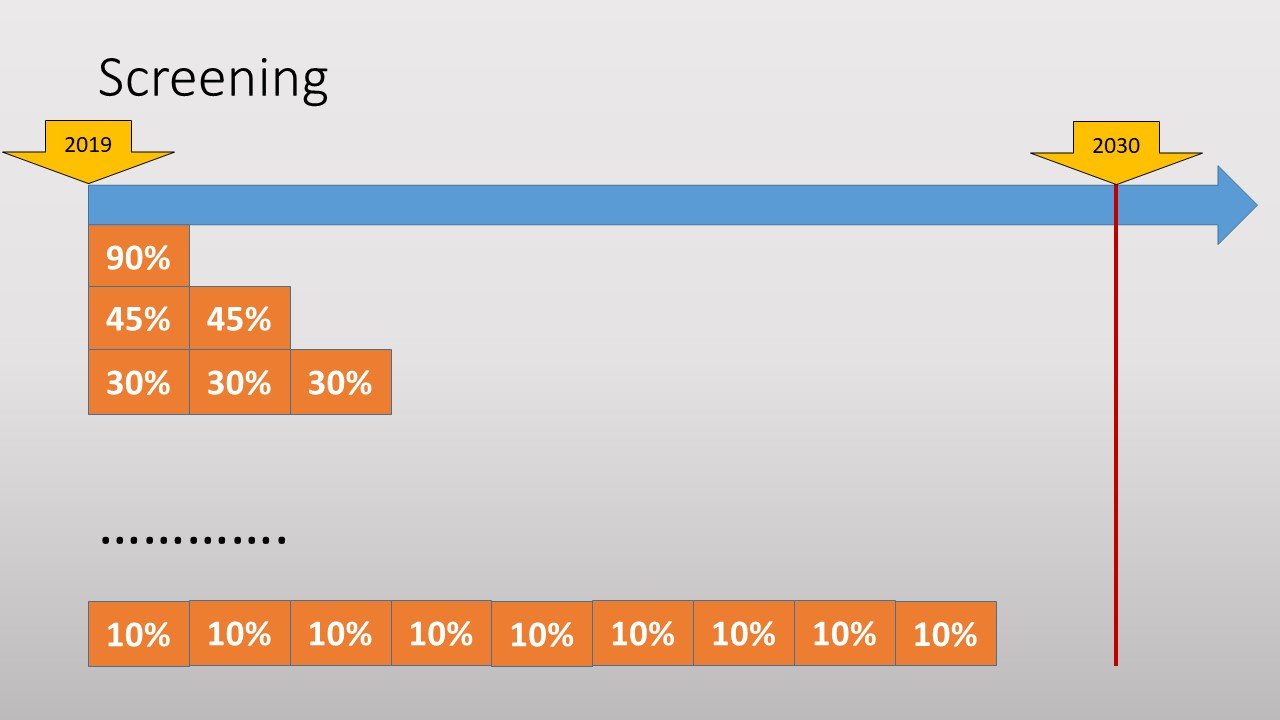 Screening
2019
2030
90%
45% 45%
30% 30% 30%
.............
10% 10% 10% 10% 10% 10% 10% 10% 10%